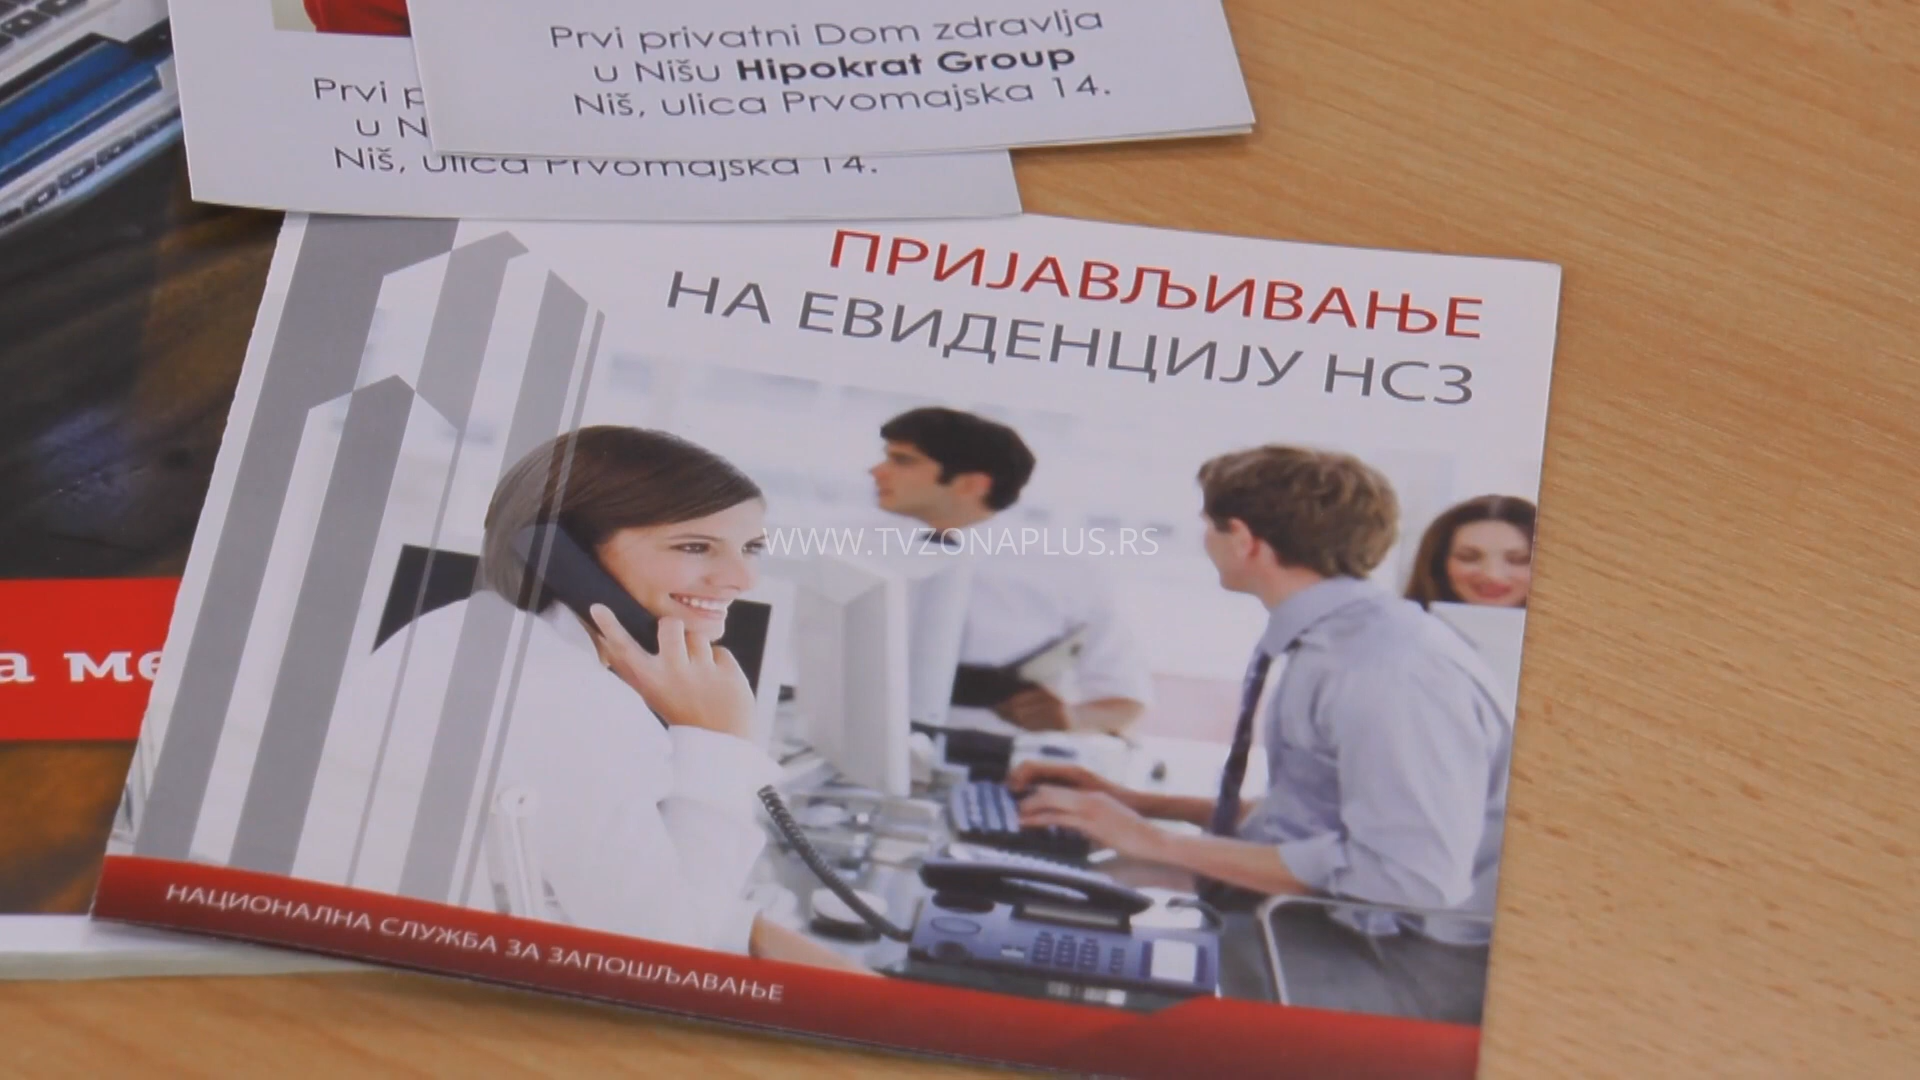 Prvi privatni Dom zdravlja
u Nišu Hipokrat Group
Niš, ulica Prvomajska 14.
Prvi
u
Niš, ulica Prvomajska 14.
ПРИЈАВЉИВАЊЕ
НА ЕВИДЕНЦИЈУ НСЗ
WWW.TVZONAPLUS.RS
а ме
НАЦИОНАЛНА СЛУЖБА ЗА ЗАПОШЉАВАЊЕ